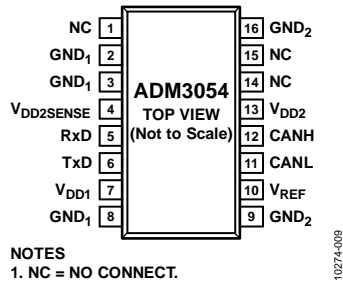 NC 1 16 GND2
GND1 2 15 NC
GND1 3 14 NC
ADM3054
VDD2SENSE 4 TOP VIEW 13 VDD2
RxD 5 (Not to Scale) 12 CANH
TxD 6 11 CANL
VDD1 7 10 VREF
GND1 8 9 GND2
NOTES
1. NC = NO CONNECT.
10274-009